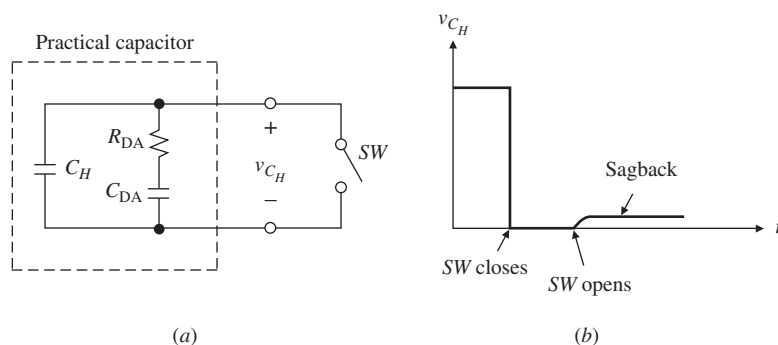 Practical capacitor
R_DA
C_H
C_DA
+
v_{C_H}
−
SW
(a)
v_{C_H}
Sagback
t
SW closes
SW opens
(b)